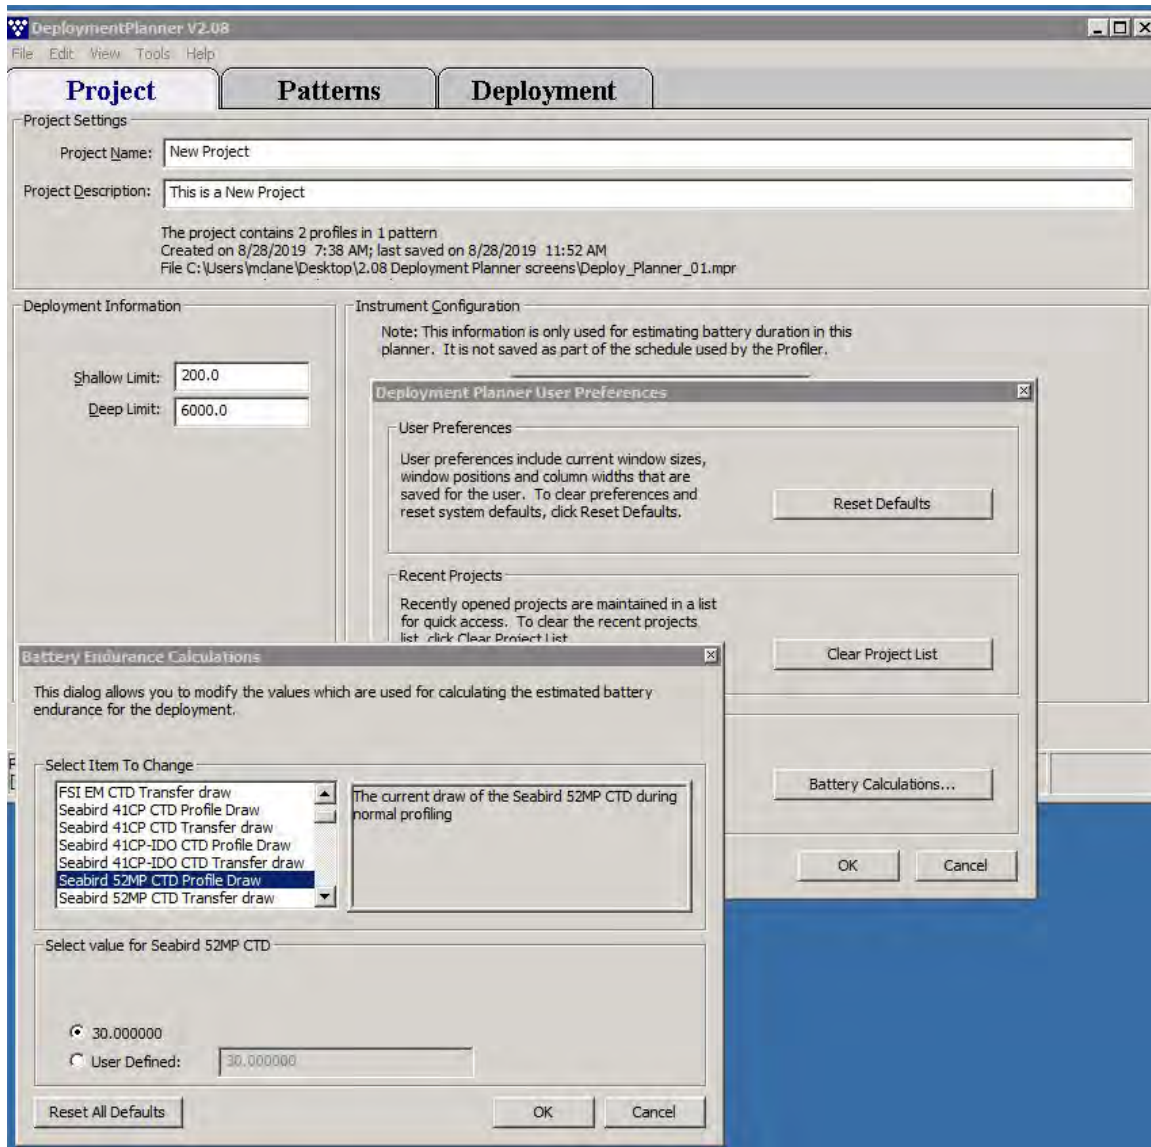 DeploymentPlanner V2.08
File Edit View Tools Help
Project Patterns Deployment
Project Settings
Project Name: New Project
Project Description: This is a New Project
The project contains 2 profiles in 1 pattern
Created on 8/28/2019 7:38 AM; last saved on 8/28/2019 11:52 AM
File C:\Users\mclane\Desktop\2.08 Deployment Planner screens\Deploy_Planner_01.mpr
Deployment Information
Shallow Limit: 200.0
Deep Limit: 6000.0
Instrument Configuration
Note: This information is only used for estimating battery duration in this
planner. It is not saved as part of the schedule used by the Profiler.
Deployment Planner User Preferences
User Preferences
User preferences include current window sizes,
window positions and column widths that are
saved for the user. To clear preferences and
reset system defaults, click Reset Defaults.
Reset Defaults
Recent Projects
Recently opened projects are maintained in a list
for quick access. To clear the recent projects
list, click Clear Project List
Clear Project List
Battery Calculations...
OK Cancel
Battery Endurance Calculations
This dialog allows you to modify the values which are used for calculating the estimated battery
endurance for the deployment.
Select Item To Change
FSI EM CTD Transfer draw
Seabird 41CP CTD Profile Draw
Seabird 41CP CTD Transfer draw
Seabird 41CP-IDO CTD Profile Draw
Seabird 41CP-IDO CTD Transfer draw
Seabird 52MP CTD Profile Draw
Seabird 52MP CTD Transfer draw
The current draw of the Seabird 52MP CTD during
normal profiling
Select value for Seabird 52MP CTD
30.000000
User Defined: 30.000000
Reset All Defaults OK Cancel